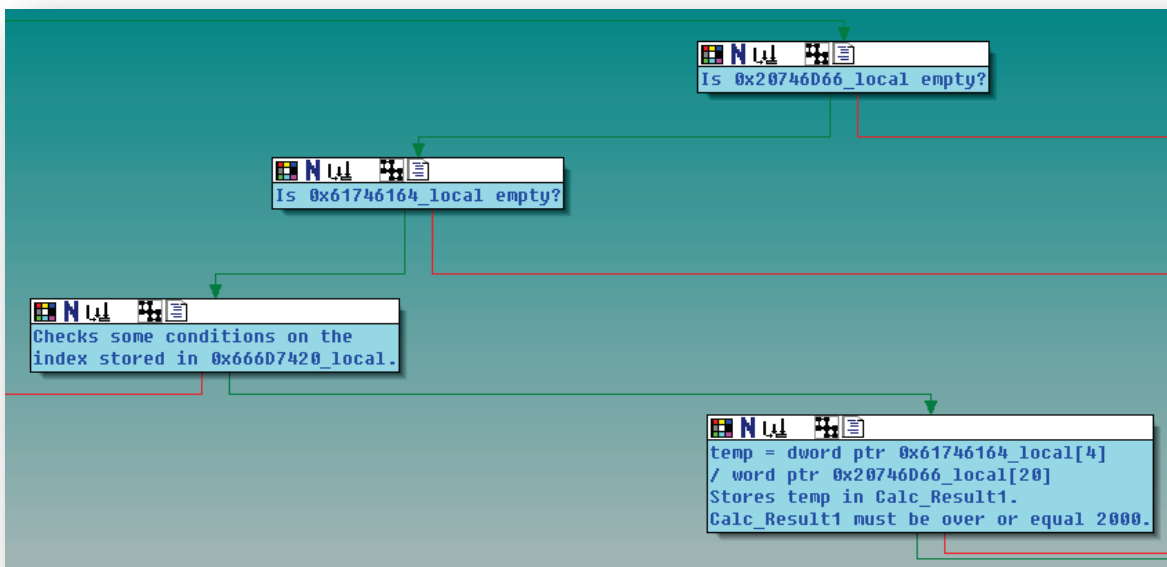 Is 0x20746D66_local empty?
Is 0x61746164_local empty?
Checks some conditions on the
index stored in 0x666D7420_local.
temp = dword ptr 0x61746164_local[4]
/ word ptr 0x20746D66_local[20]
Stores temp in Calc_Result1.
Calc_Result1 must be over or equal 2000.